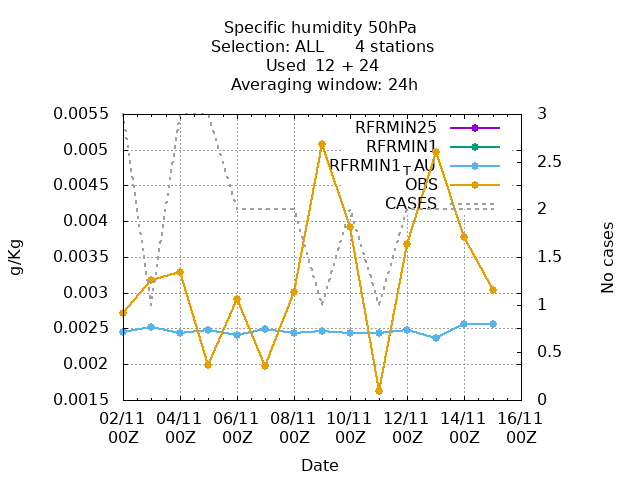 Specific humidity 50hPa
Selection: ALL 4 stations
Used 12 + 24
Averaging window: 24h
0.0055
0.005
0.0045
0.004
0.0035
0.003
0.0025
0.002
0.0015
g/Kg
3
2.5
2
1.5
1
0.5
0
No cases
RFRMIN25
RFRMIN1
RFRMIN1_AU
OBS
CASES
02/11 04/11 06/11 08/11 10/11 12/11 14/11 16/11
00Z 00Z 00Z 00Z 00Z 00Z 00Z 00Z
Date